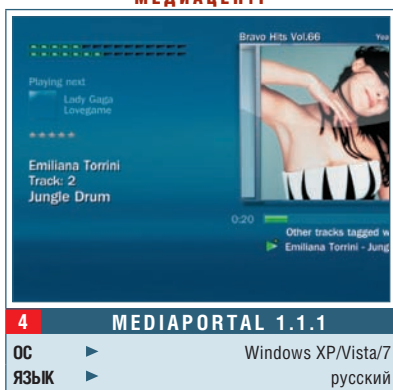 МЕДИАЦЕНТР
Bravo Hits Vol.66
Playing next
Lady Gaga
Lovegame
Emiliana Torrini
Track: 2
Jungle Drum
0:20
Other tracks tagged w
Emiliana Torrini - Jung
4 MEDIAPORTAL 1.1.1
ОС Windows XP/Vista/7
ЯЗЫК русский